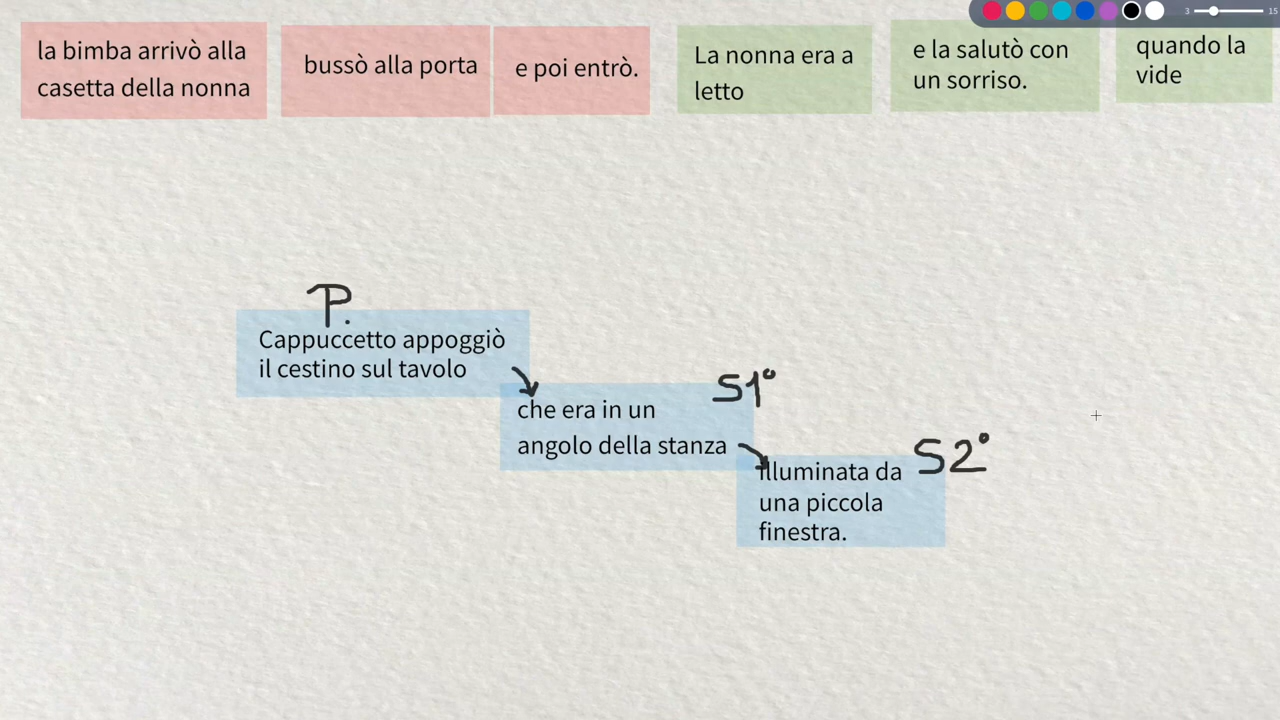 la bimba arrivò alla
casetta della nonna
bussò alla porta
e poi entrò.
La nonna era a
letto
e la salutò con
un sorriso.
quando la
vide
3
15
P.
Cappuccetto appoggiò
il cestino sul tavolo
S1°
che era in un
angolo della stanza
S2°
illuminata da
una piccola
finestra.